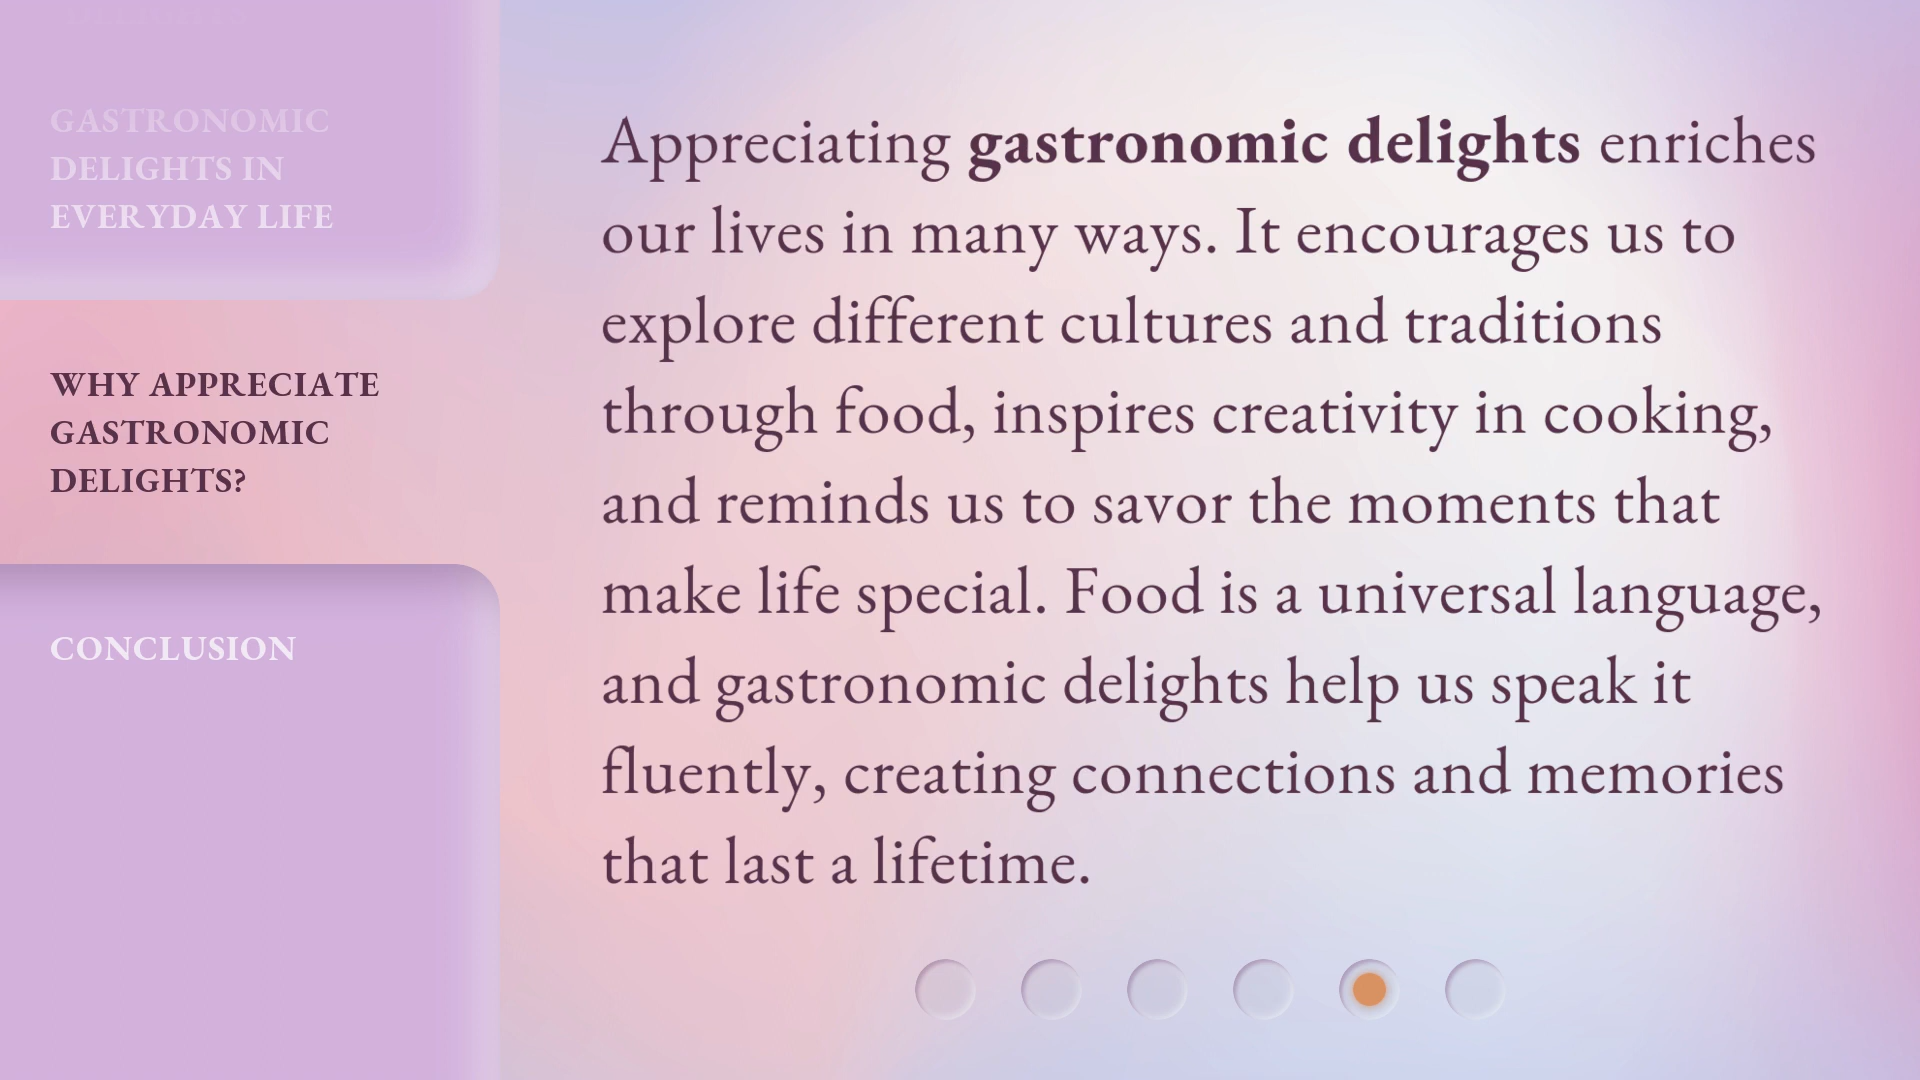 GASTRONOMIC
DELIGHTS IN
EVERYDAY LIFE
WHY APPRECIATE
GASTRONOMIC
DELIGHTS?
CONCLUSION
Appreciating gastronomic delights enriches
our lives in many ways. It encourages us to
explore different cultures and traditions
through food, inspires creativity in cooking,
and reminds us to savor the moments that
make life special. Food is a universal language,
and gastronomic delights help us speak it
fluently, creating connections and memories
that last a lifetime.